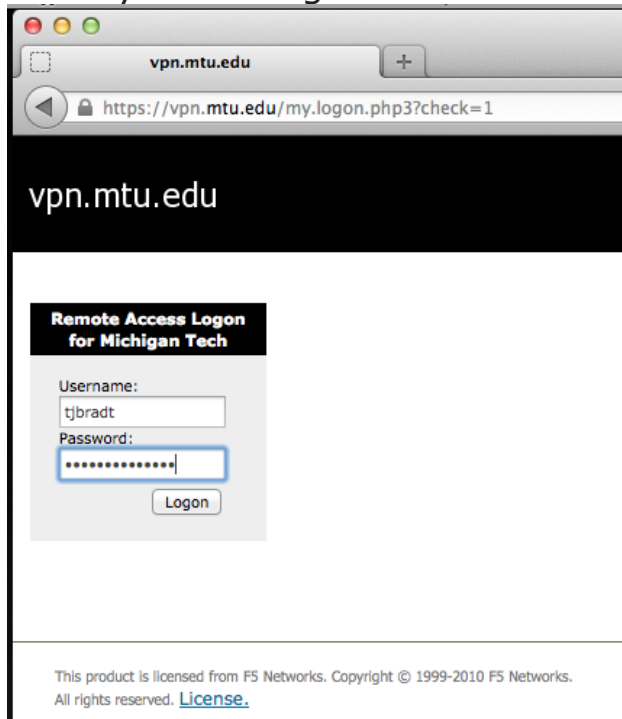 vpn.mtu.edu
+
https://vpn.mtu.edu/my.logon.php3?check=1
vpn.mtu.edu
Remote Access Logon
for Michigan Tech
Username:
tjbradt
Password:
••••••••••••••
Logon
This product is licensed from F5 Networks. Copyright © 1999-2010 F5 Networks.
All rights reserved. License.